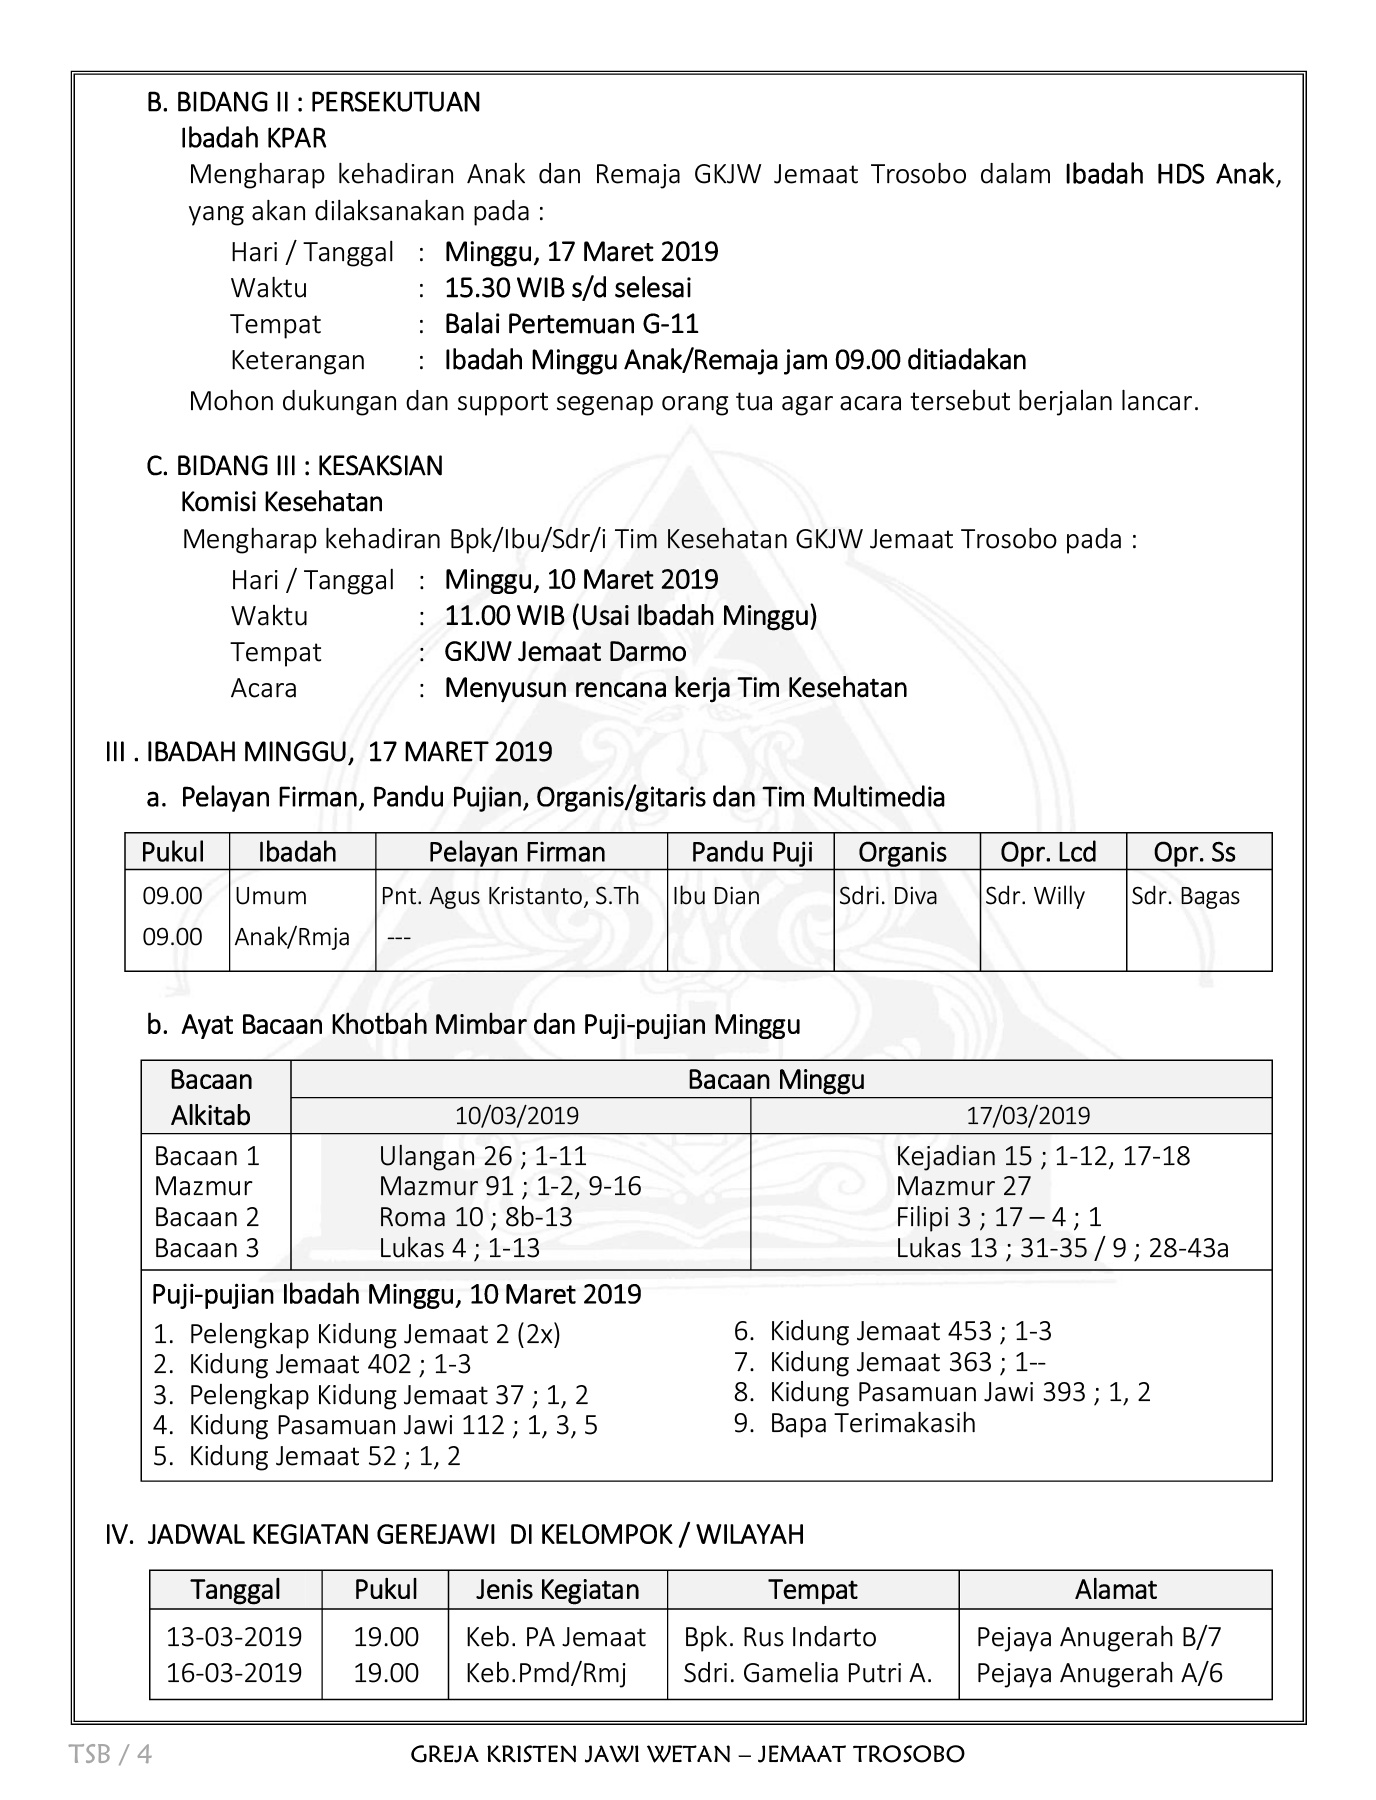 B. BIDANG II : PERSEKUTUAN
Ibadah KPAR
Mengharap kehadiran Anak dan Remaja GKJW Jemaat Trosobo dalam Ibadah HDS Anak,
yang akan dilaksanakan pada :
Hari / Tanggal : Minggu, 17 Maret 2019
Waktu : 15.30 WIB s/d selesai
Tempat : Balai Pertemuan G-11
Keterangan : Ibadah Minggu Anak/Remaja jam 09.00 ditiadakan
Mohon dukungan dan support segenap orang tua agar acara tersebut berjalan lancar.
C. BIDANG III : KESAKSIAN
Komisi Kesehatan
Mengharap kehadiran Bpk/Ibu/Sdr/i Tim Kesehatan GKJW Jemaat Trosobo pada :
Hari / Tanggal : Minggu, 10 Maret 2019
Waktu : 11.00 WIB (Usai Ibadah Minggu)
Tempat : GKJW Jemaat Darmo
Acara : Menyusun rencana kerja Tim Kesehatan
III . IBADAH MINGGU, 17 MARET 2019
a. Pelayan Firman, Pandu Pujian, Organis/gitaris dan Tim Multimedia
Pukul Ibadah Pelayan Firman Pandu Puji Organis Opr. Lcd Opr. Ss
09.00 Umum Pnt. Agus Kristanto, S.Th Ibu Dian Sdri. Diva Sdr. Willy Sdr. Bagas
09.00 Anak/Rmja ---
b. Ayat Bacaan Khotbah Mimbar dan Puji-pujian Minggu
Bacaan Alkitab Bacaan Minggu
10/03/2019 17/03/2019
Bacaan 1 Ulangan 26 ; 1-11 Kejadian 15 ; 1-12, 17-18
Mazmur Mazmur 91 ; 1-2, 9-16 Mazmur 27
Bacaan 2 Roma 10 ; 8b-13 Filipi 3 ; 17 – 4 ; 1
Bacaan 3 Lukas 4 ; 1-13 Lukas 13 ; 31-35 / 9 ; 28-43a
Puji-pujian Ibadah Minggu, 10 Maret 2019
1. Pelengkap Kidung Jemaat 2 (2x)
2. Kidung Jemaat 402 ; 1-3
3. Pelengkap Kidung Jemaat 37 ; 1, 2
4. Kidung Pasamuan Jawi 112 ; 1, 3, 5
5. Kidung Jemaat 52 ; 1, 2
6. Kidung Jemaat 453 ; 1-3
7. Kidung Jemaat 363 ; 1--
8. Kidung Pasamuan Jawi 393 ; 1, 2
9. Bapa Terimakasih
IV. JADWAL KEGIATAN GEREJAWI DI KELOMPOK / WILAYAH
Tanggal Pukul Jenis Kegiatan Tempat Alamat
13-03-2019 19.00 Keb. PA Jemaat Bpk. Rus Indarto Pejaya Anugerah B/7
16-03-2019 19.00 Keb.Pmd/Rmj Sdri. Gamelia Putri A. Pejaya Anugerah A/6
TSB / 4 GREJA KRISTEN JAWI WETAN – JEMAAT TROSOBO